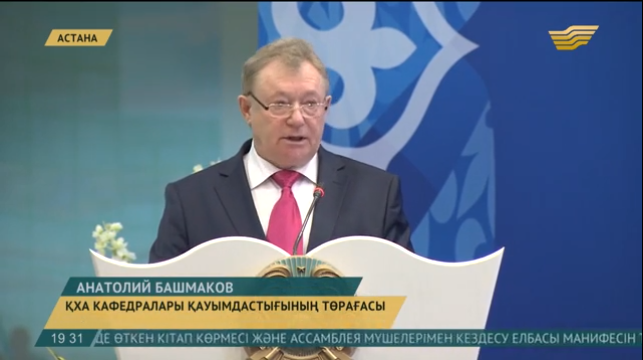 АСТАНА
АНАТОЛИЙ БАШМАКОВ
ҚХА КАФЕДРАЛАРЫ ҚАУЫМДАСТЫҒЫНЫҢ ТӨРАҒАСЫ
19 31 ДЕ ӨТКЕН КІТАП КӨРМЕСІ ЖӘНЕ АССАМБЛЕЯ МҮШЕЛЕРІМЕН КЕЗДЕСУ ЕЛБАСЫ МАНИФЕСІН